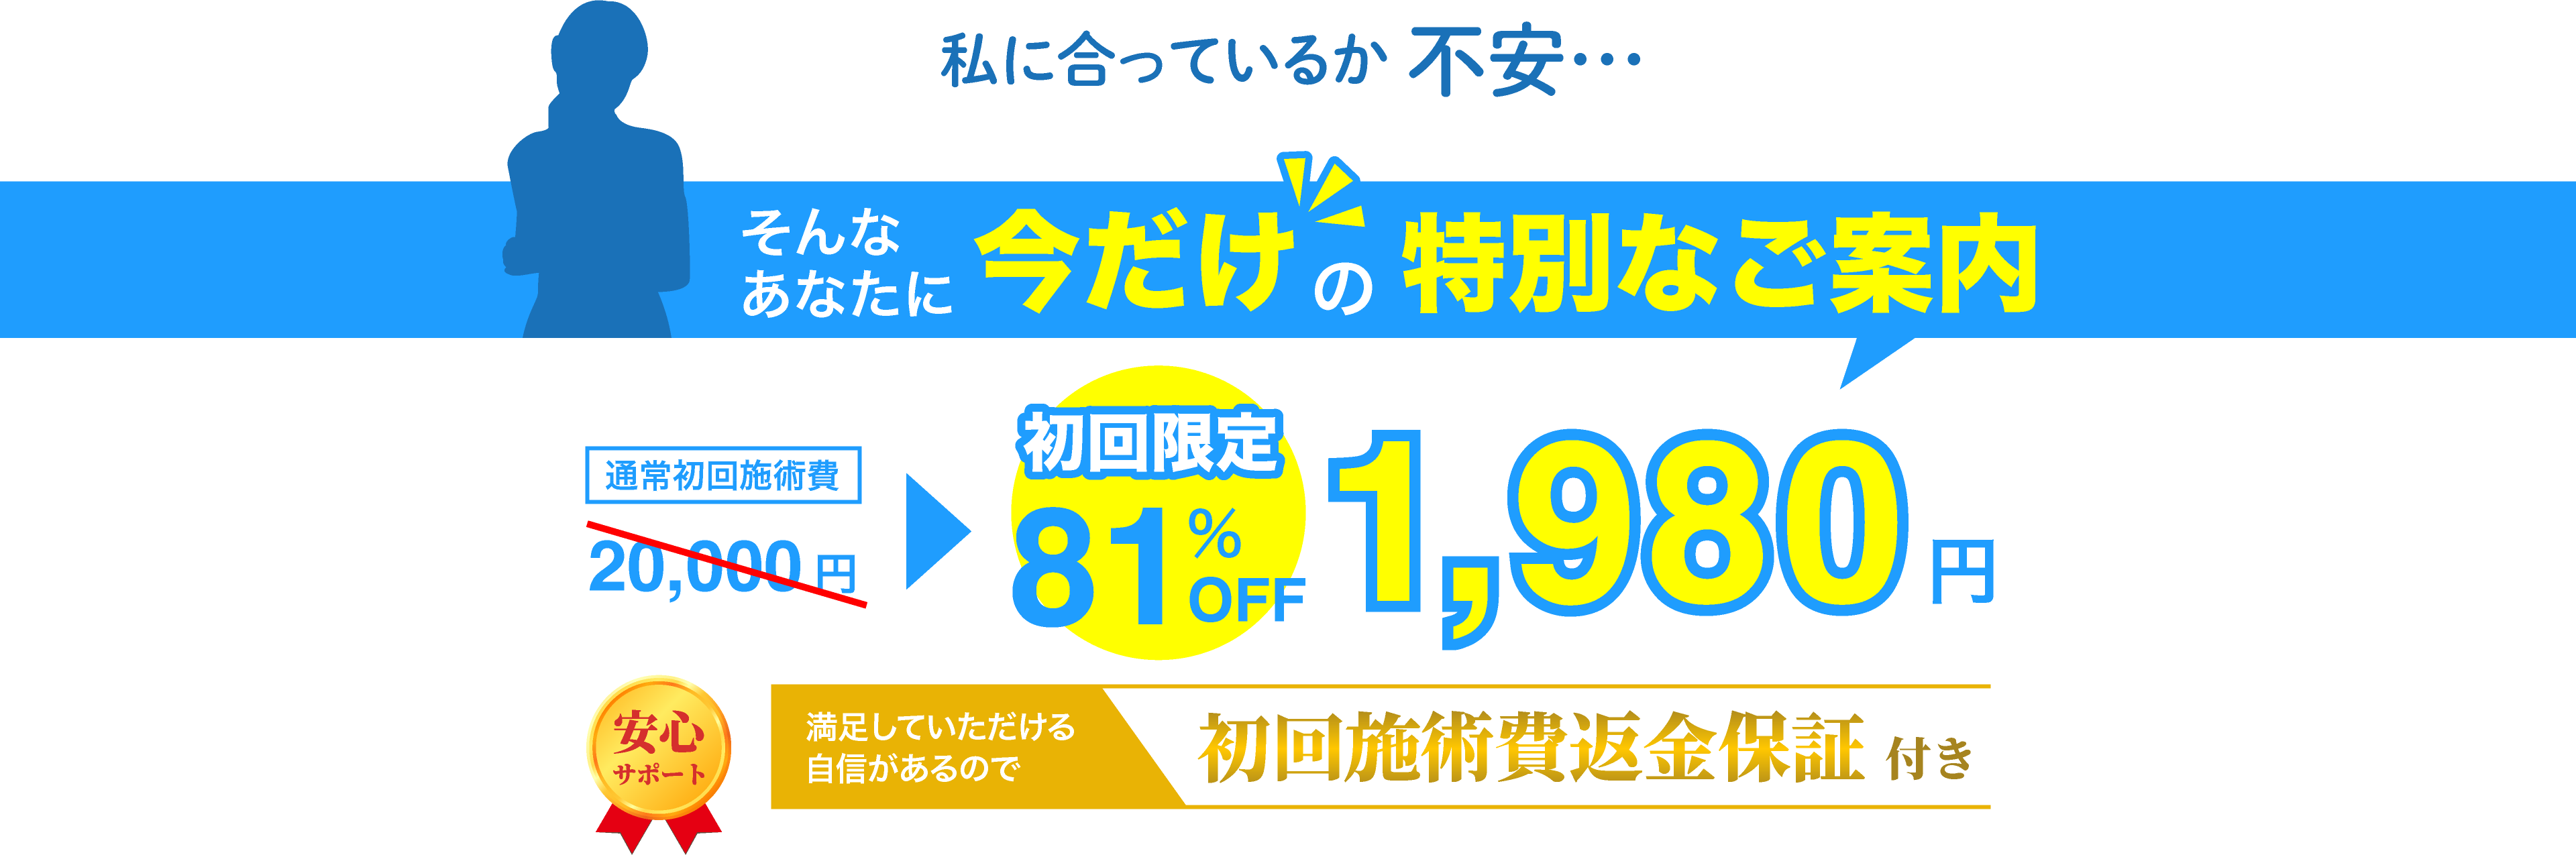 私に合っているか 不安…
そんな
あなたに
今だけの特別なご案内
通常初回施術費
20,000円
初回限定
81%OFF
1,980円
安心
サポート
満足していただける
自信があるので
初回施術費返金保証 付き